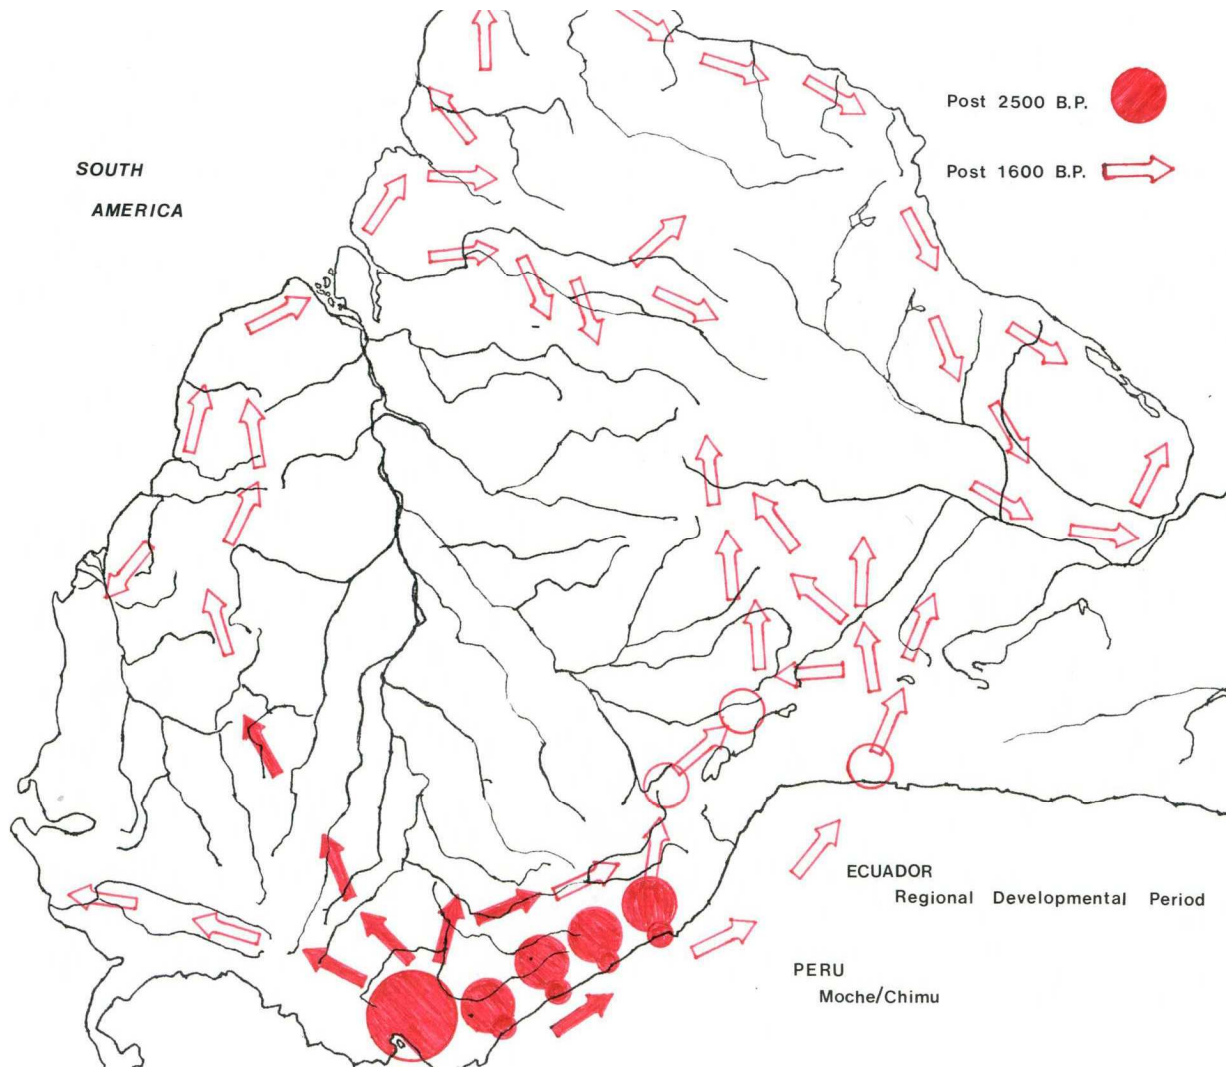 SOUTH
AMERICA
Post 2500 B.P.
Post 1600 B.P.
ECUADOR
Regional Developmental Period
PERU
Moche/Chimu